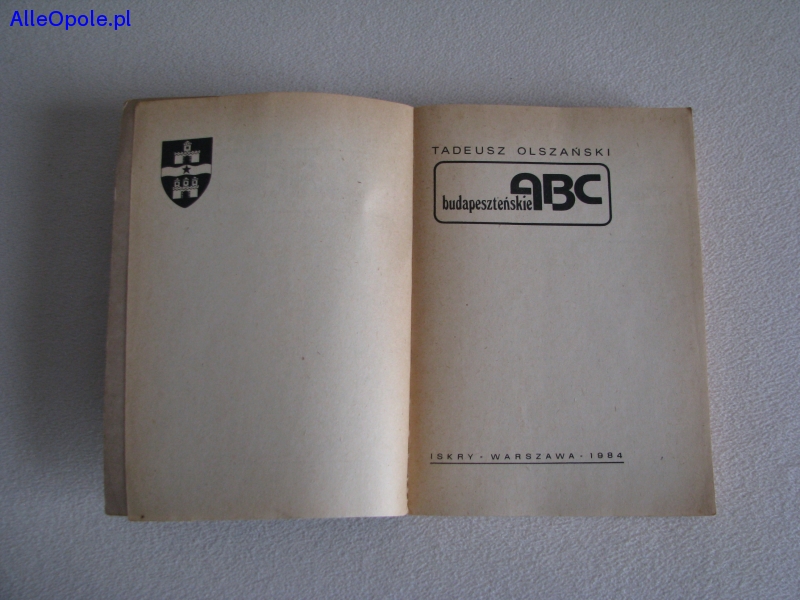 AlleOpole.pl
TADEUSZ OLSZAŃSKI
budapeszteńskie ABC
ISKRY - WARSZAWA - 1984